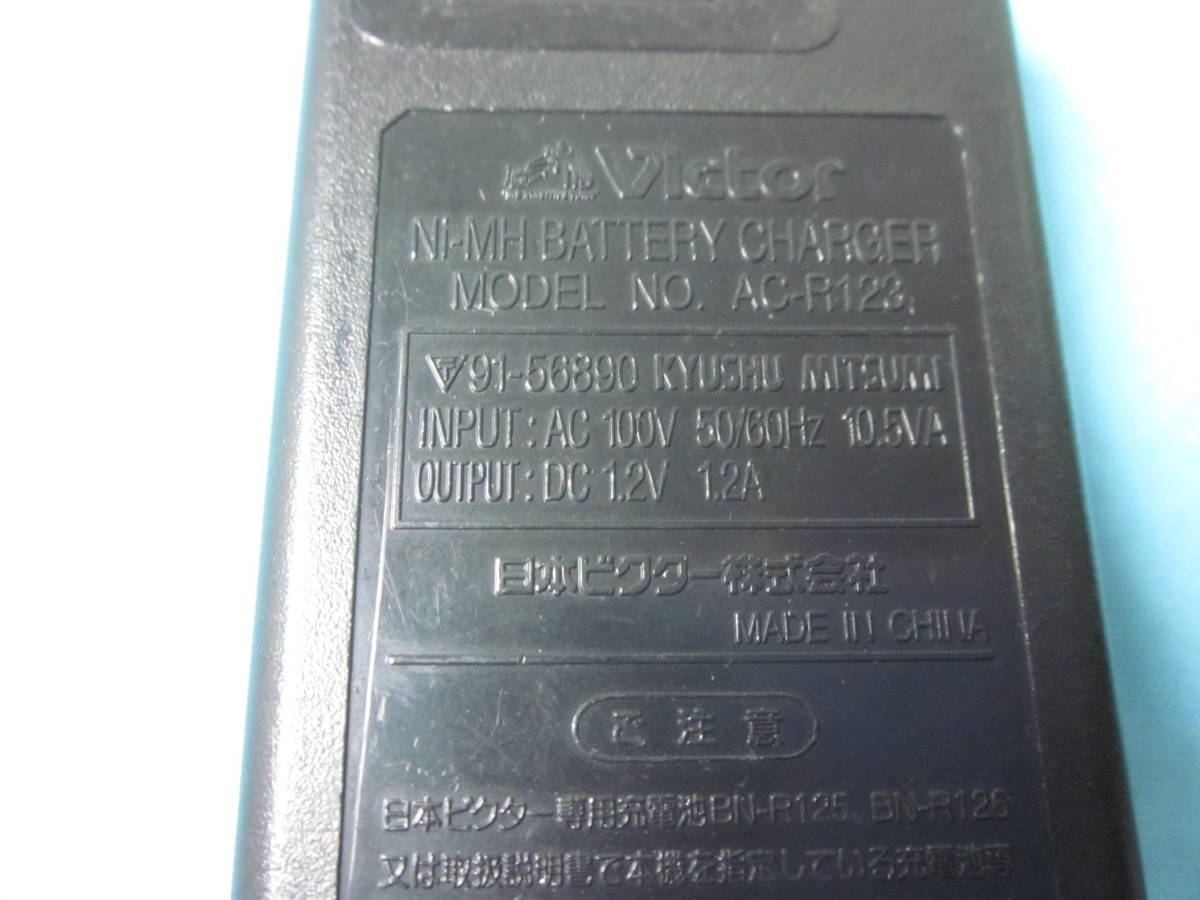 Victor
Ni-MH BATTERY CHARGER
MODEL NO. AC-R123
91-56890 KYUSHU MITSUMI
INPUT : AC 100V 50/60Hz 10.5VA
OUTPUT : DC 1.2V 1.2A
日本ビクター株式会社
MADE IN CHINA
ご注意
日本ビクター専用充電池BN-R125、BN-R126
又は取扱説明書で本機を指定している充電池専